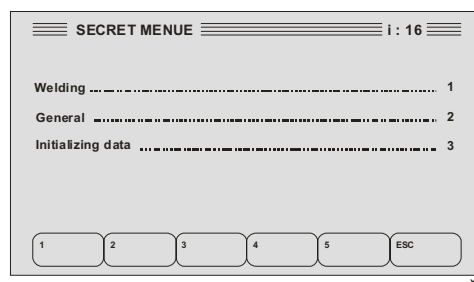 SECRET MENUE i : 16
Welding 1
General 2
Initializing data 3
1 2 3 4 5 ESC